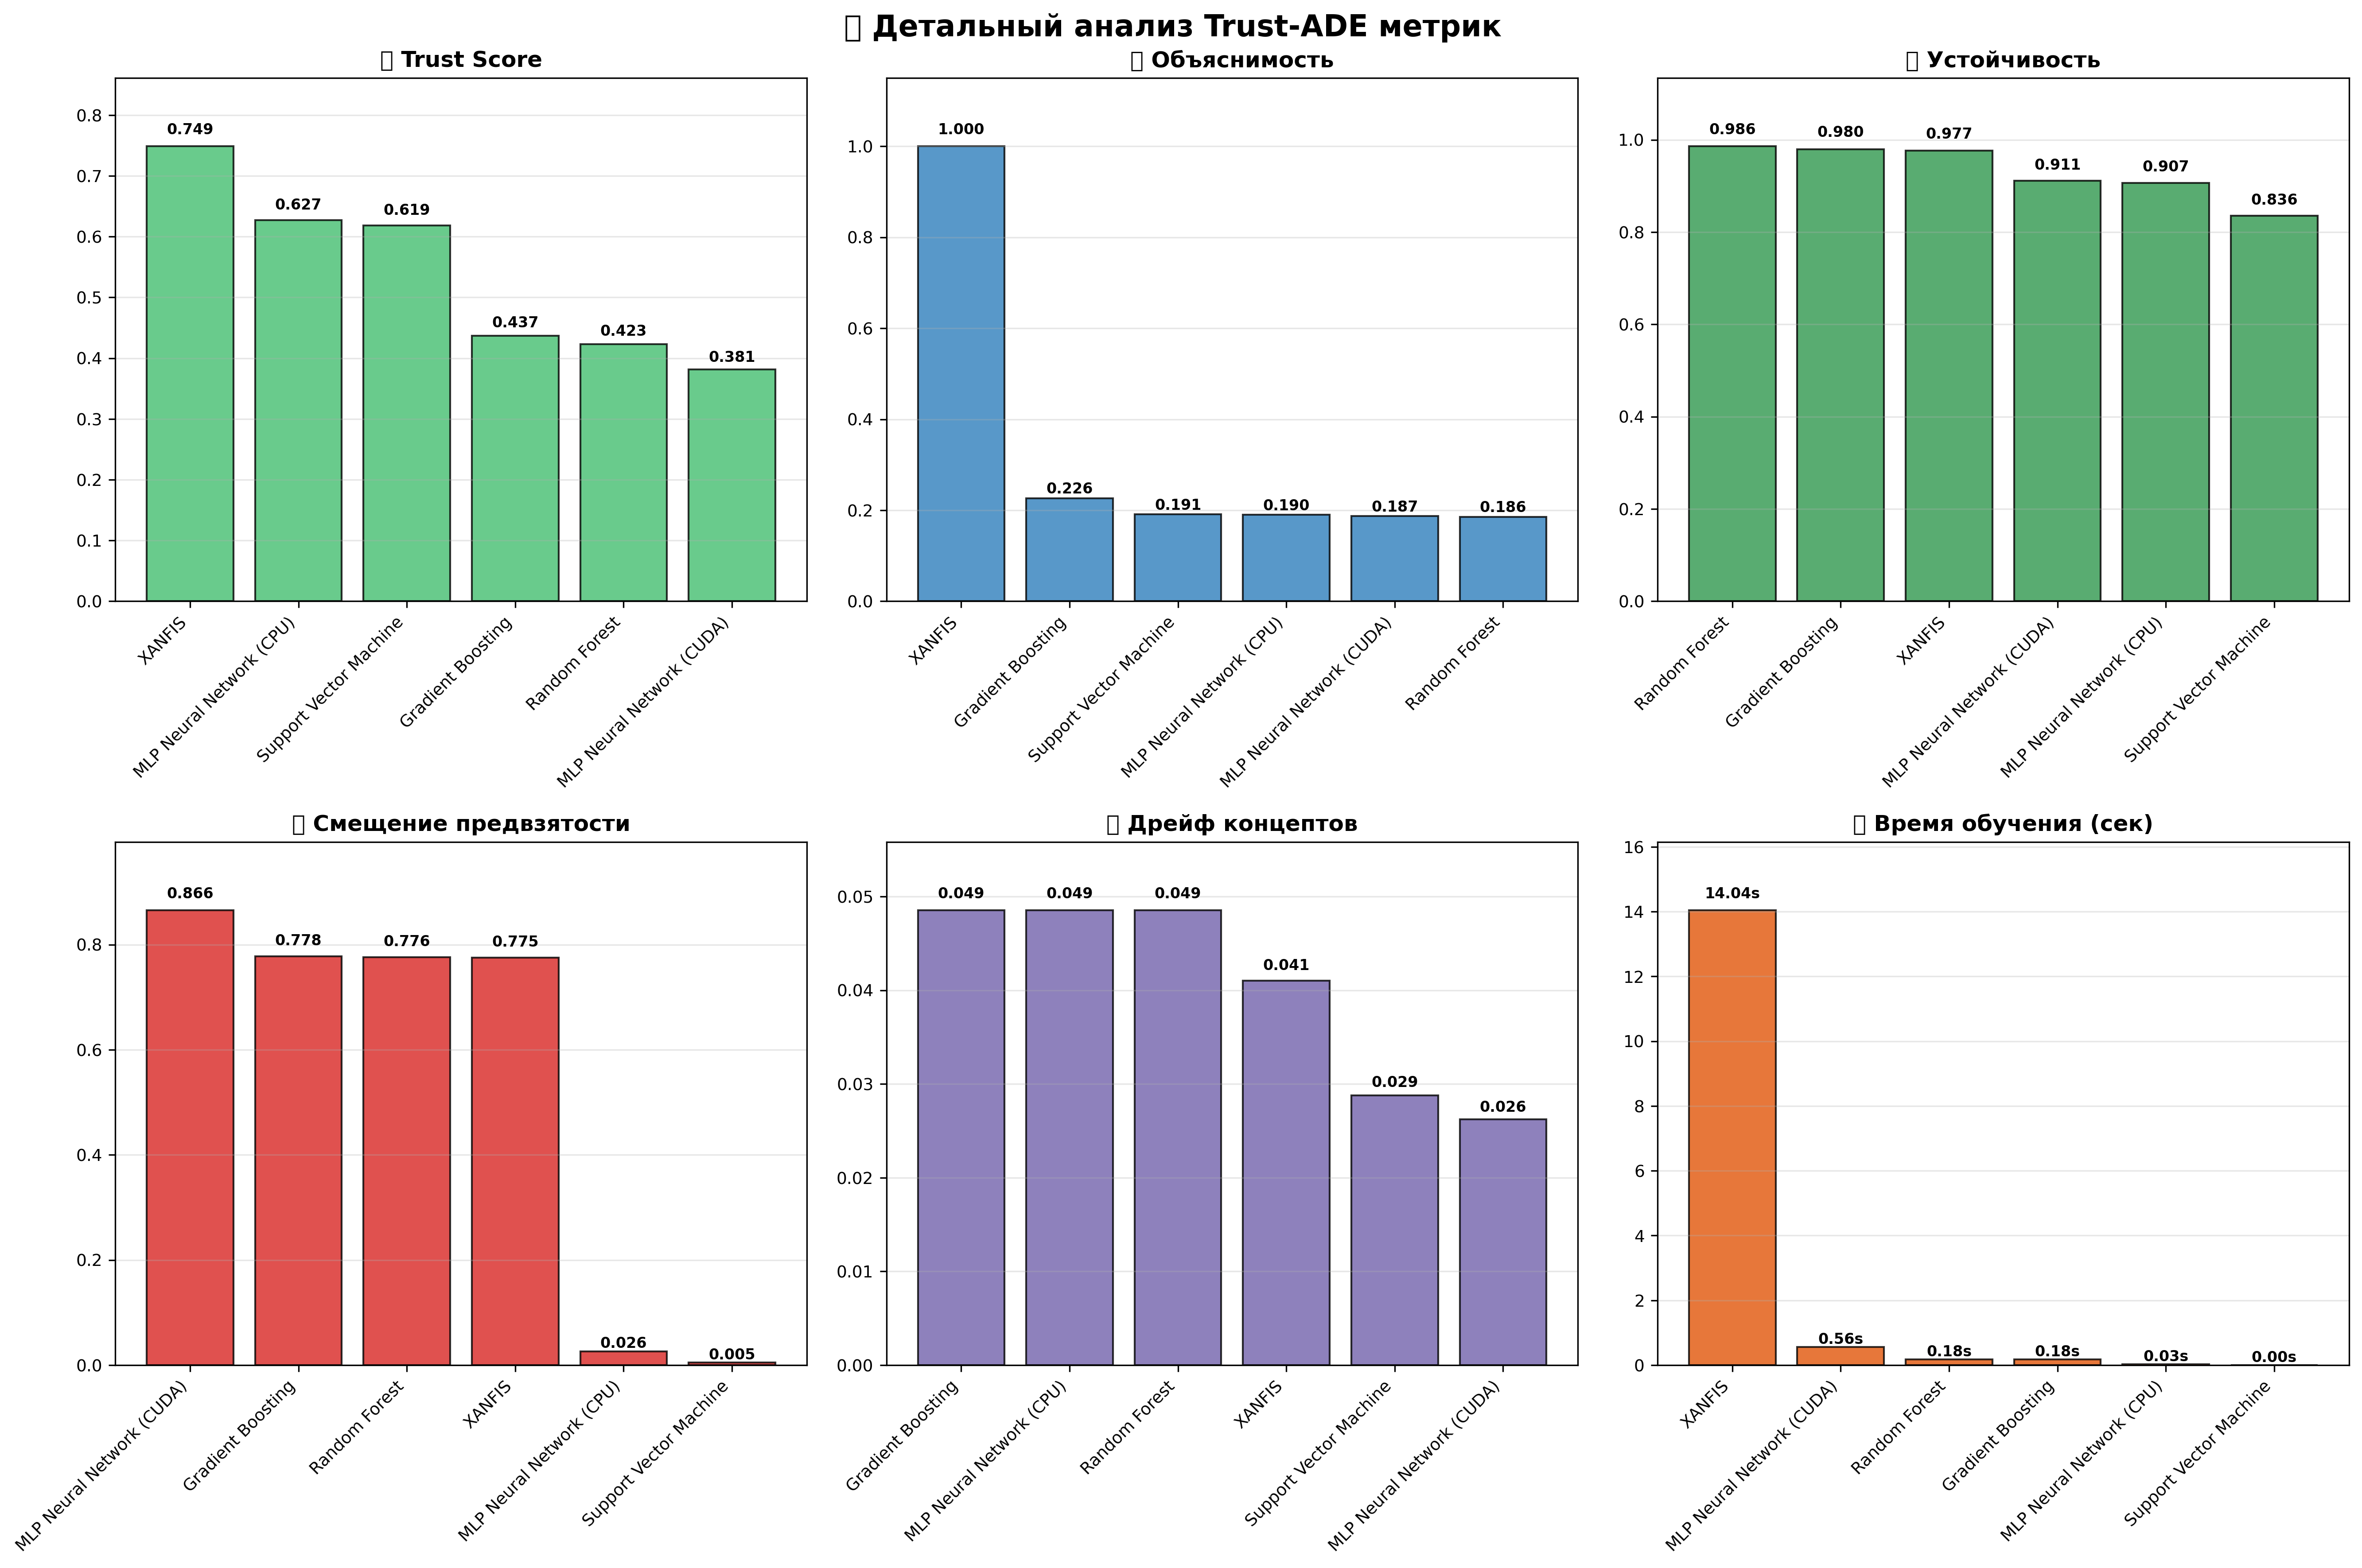 ▯ Детальный анализ Trust-ADE метрик
▯ Trust Score
0.8
0.7
0.6
0.5
0.4
0.3
0.2
0.1
0.0
0.749
0.627
0.619
0.437
0.423
0.381
XANFIS
MLP Neural Network (CPU)
Support Vector Machine
Gradient Boosting
Random Forest
MLP Neural Network (CUDA)
▯ Объяснимость
1.0
0.8
0.6
0.4
0.2
0.0
1.000
0.226
0.191
0.190
0.187
0.186
XANFIS
Gradient Boosting
Support Vector Machine
MLP Neural Network (CPU)
MLP Neural Network (CUDA)
Random Forest
▯ Устойчивость
1.0
0.8
0.6
0.4
0.2
0.0
0.986
0.980
0.977
0.911
0.907
0.836
Random Forest
Gradient Boosting
XANFIS
MLP Neural Network (CUDA)
MLP Neural Network (CPU)
Support Vector Machine
▯ Смещение предвзятости
0.8
0.6
0.4
0.2
0.0
0.866
0.778
0.776
0.775
0.026
0.005
MLP Neural Network (CUDA)
Gradient Boosting
Random Forest
XANFIS
MLP Neural Network (CPU)
Support Vector Machine
▯ Дрейф концептов
0.05
0.04
0.03
0.02
0.01
0.00
0.049
0.049
0.049
0.041
0.029
0.026
Gradient Boosting
MLP Neural Network (CPU)
Random Forest
XANFIS
Support Vector Machine
MLP Neural Network (CUDA)
▯ Время обучения (сек)
16
14
12
10
8
6
4
2
0
14.04s
0.56s
0.18s
0.18s
0.03s
0.00s
XANFIS
MLP Neural Network (CUDA)
Random Forest
Gradient Boosting
MLP Neural Network (CPU)
Support Vector Machine